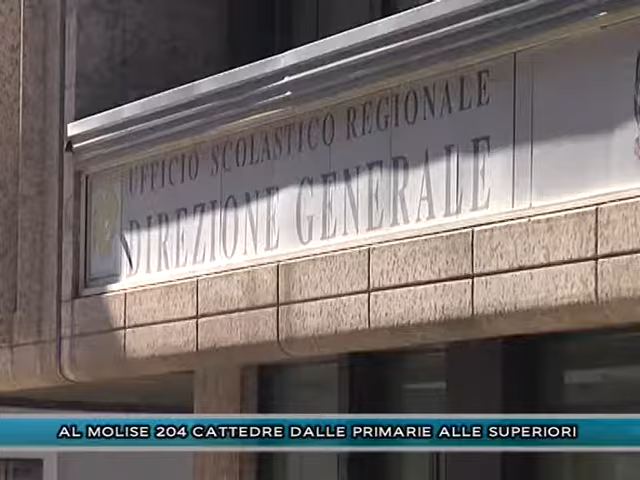 UFFICIO SCOLASTICO REGIONALE
DIREZIONE GENERALE
AL MOLISE 204 CATTEDRE DALLE PRIMARIE ALLE SUPERIORI